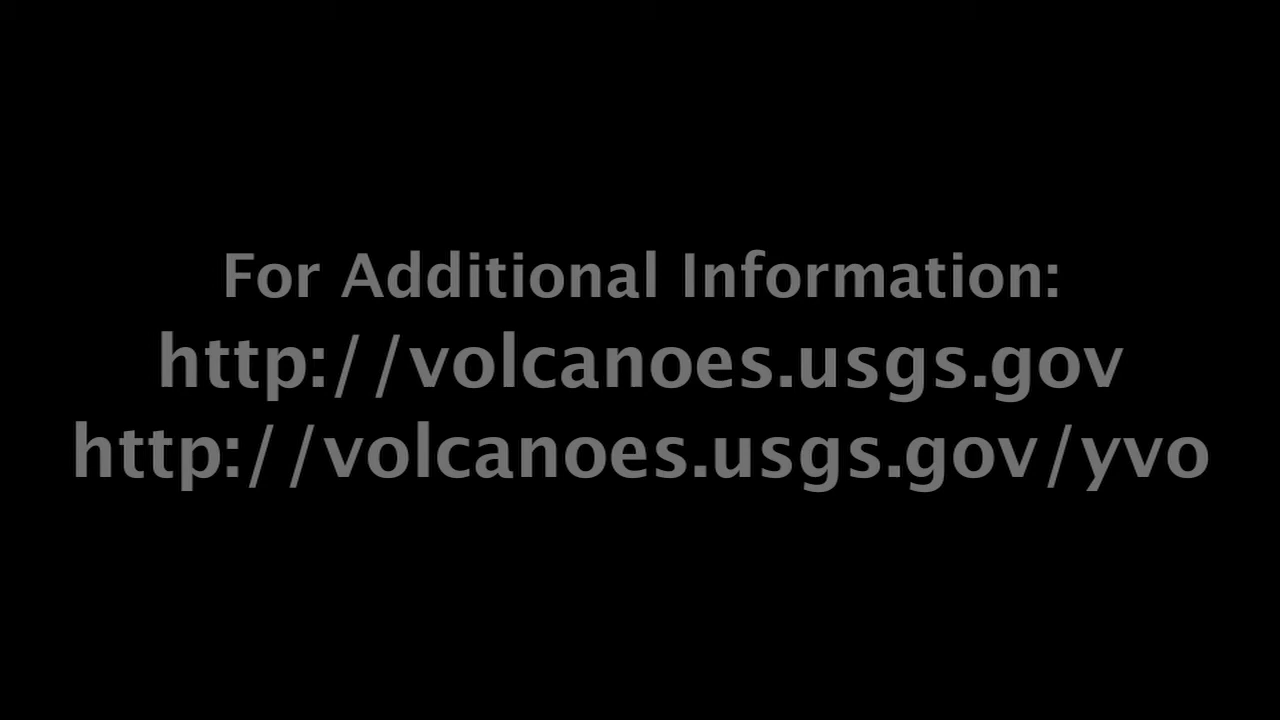 For Additional Information:
http://volcanoes.usgs.gov
http://volcanoes.usgs.gov/yvo